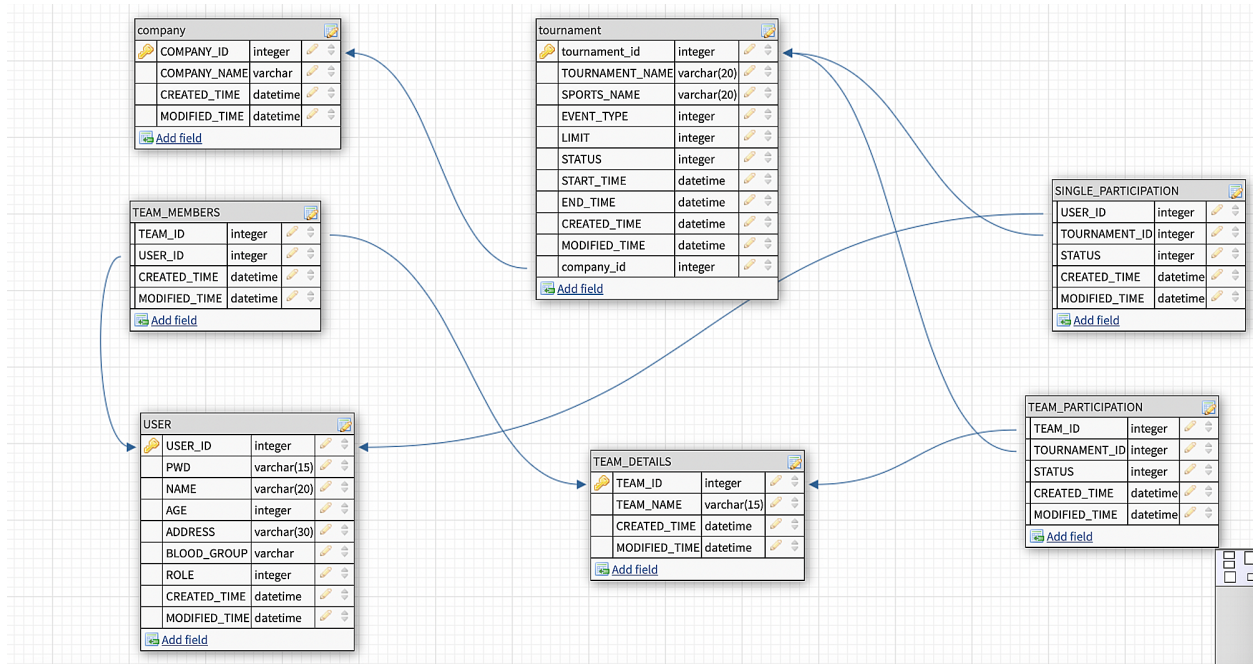 company
COMPANY_ID integer
COMPANY_NAME varchar
CREATED_TIME datetime
MODIFIED_TIME datetime
Add field
tournament
tournament_id integer
TOURNAMENT_NAME varchar(20)
SPORTS_NAME varchar(20)
EVENT_TYPE integer
LIMIT integer
STATUS integer
START_TIME datetime
END_TIME datetime
CREATED_TIME datetime
MODIFIED_TIME datetime
company_id integer
Add field
SINGLE_PARTICIPATION
USER_ID integer
TOURNAMENT_ID integer
STATUS integer
CREATED_TIME datetime
MODIFIED_TIME datetime
Add field
TEAM_MEMBERS
TEAM_ID integer
USER_ID integer
CREATED_TIME datetime
MODIFIED_TIME datetime
Add field
USER
USER_ID integer
PWD varchar(15)
NAME varchar(20)
AGE integer
ADDRESS varchar(30)
BLOOD_GROUP varchar
ROLE integer
CREATED_TIME datetime
MODIFIED_TIME datetime
Add field
TEAM_DETAILS
TEAM_ID integer
TEAM_NAME varchar(15)
CREATED_TIME datetime
MODIFIED_TIME datetime
Add field
TEAM_PARTICIPATION
TEAM_ID integer
TOURNAMENT_ID integer
STATUS integer
CREATED_TIME datetime
MODIFIED_TIME datetime
Add field